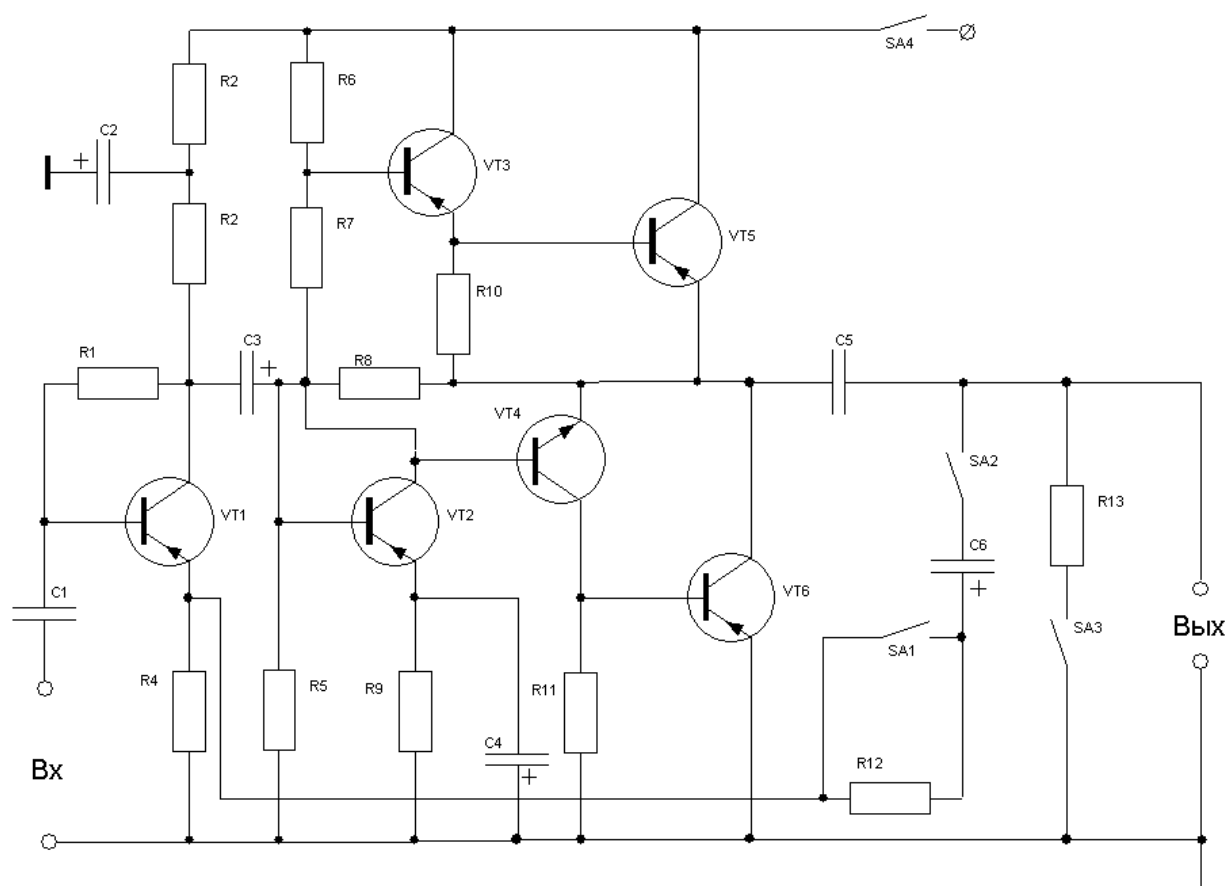 SA4
R2
R6
C2
+
VT3
R2
R7
VT5
R10
R1
C3
+
R8
C5
VT4
SA2
R13
VT1
VT2
C6
+
C1
VT6
SA3
Вых
SA1
R4
R5
R9
R11
C4
+
R12
Вх